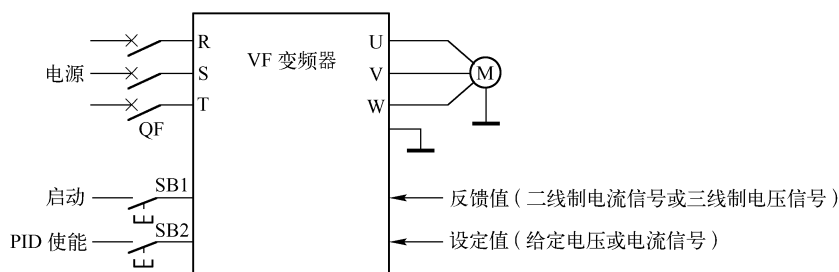 R
U
VF 变频器
电源
S
V
M
T
W
QF
启动
SB1
反馈值(二线制电流信号或三线制电压信号)
PID 使能
SB2
设定值(给定电压或电流信号)